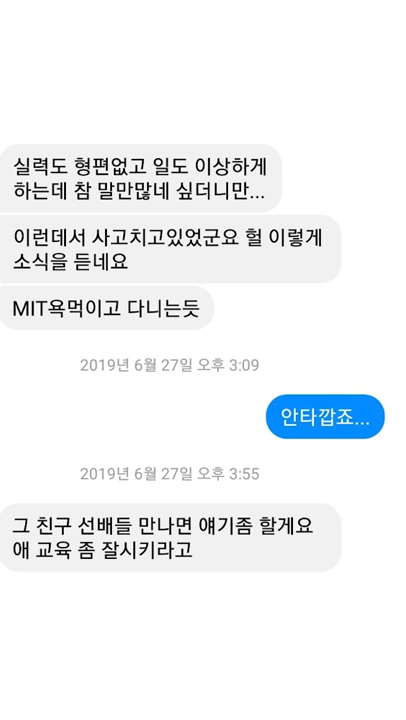 실력도 형편없고 일도 이상하게
하는데 참 말만많네 싶더니만...
이런데서 사고치고있었군요 헐 이렇게
소식을 듣네요
MIT욕먹이고 다니는듯
2019년 6월 27일 오후 3:09
안타깝죠...
2019년 6월 27일 오후 3:55
그 친구 선배들 만나면 얘기좀 할게요
애 교육 좀 잘시키라고